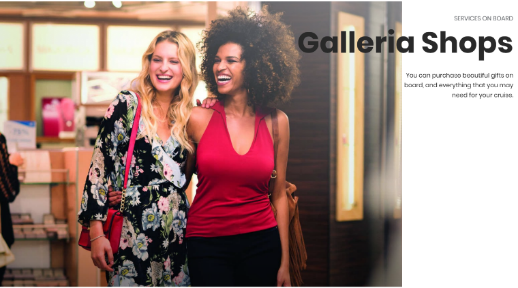 SERVICES ON BOARD
Galleria Shops
You can purchase beautiful gifts on
board, and everything that you may
need for your cruise.